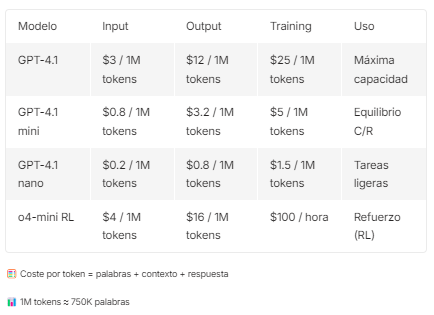 Modelo Input Output Training Uso
GPT-4.1 $3 / 1M tokens $12 / 1M tokens $25 / 1M tokens Máxima capacidad
GPT-4.1 mini $0.8 / 1M tokens $3.2 / 1M tokens $5 / 1M tokens Equilibrio C/R
GPT-4.1 nano $0.2 / 1M tokens $0.8 / 1M tokens $1.5 / 1M tokens Tareas ligeras
o4-mini RL $4 / 1M tokens $16 / 1M tokens $100 / hora Refuerzo (RL)
Coste por token = palabras + contexto + respuesta
1M tokens ≈ 750K palabras